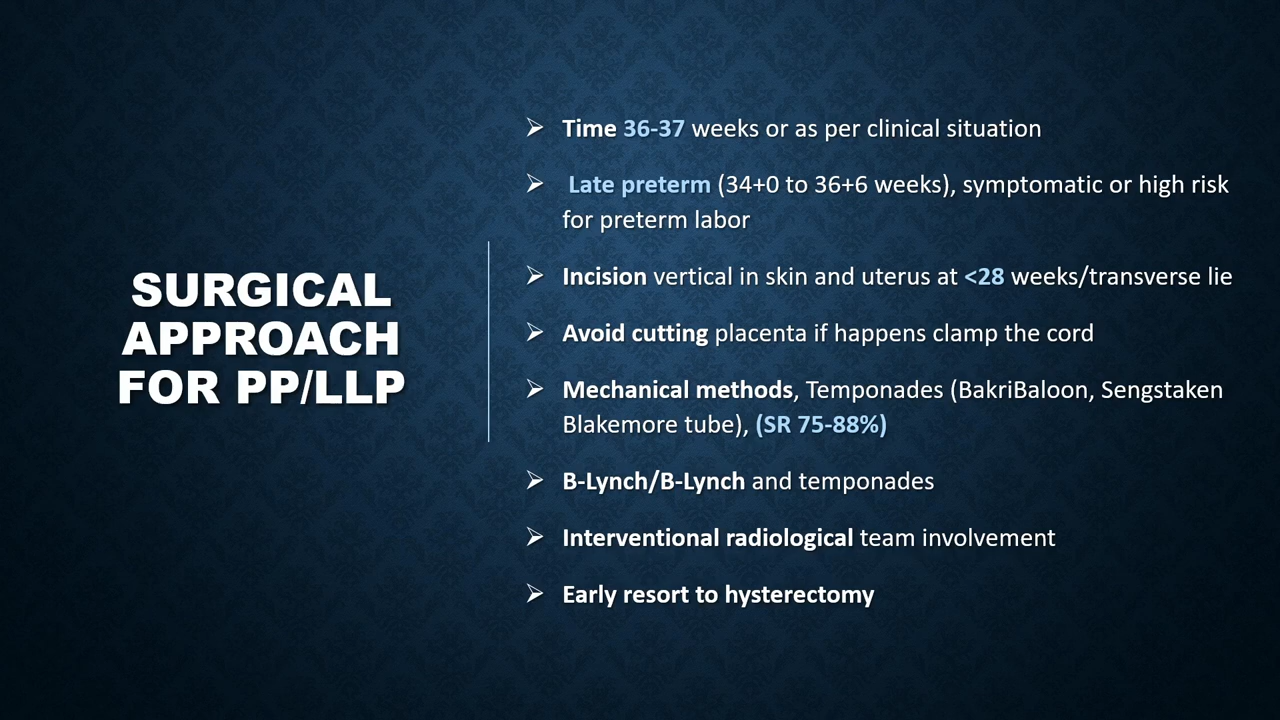 SURGICAL
APPROACH
FOR PP/LLP
Time 36-37 weeks or as per clinical situation
Late preterm (34+0 to 36+6 weeks), symptomatic or high risk
for preterm labor
Incision vertical in skin and uterus at <28 weeks/transverse lie
Avoid cutting placenta if happens clamp the cord
Mechanical methods, Temponades (BakriBaloon, Sengstaken
Blakemore tube), (SR 75-88%)
B-Lynch/B-Lynch and temponades
Interventional radiological team involvement
Early resort to hysterectomy